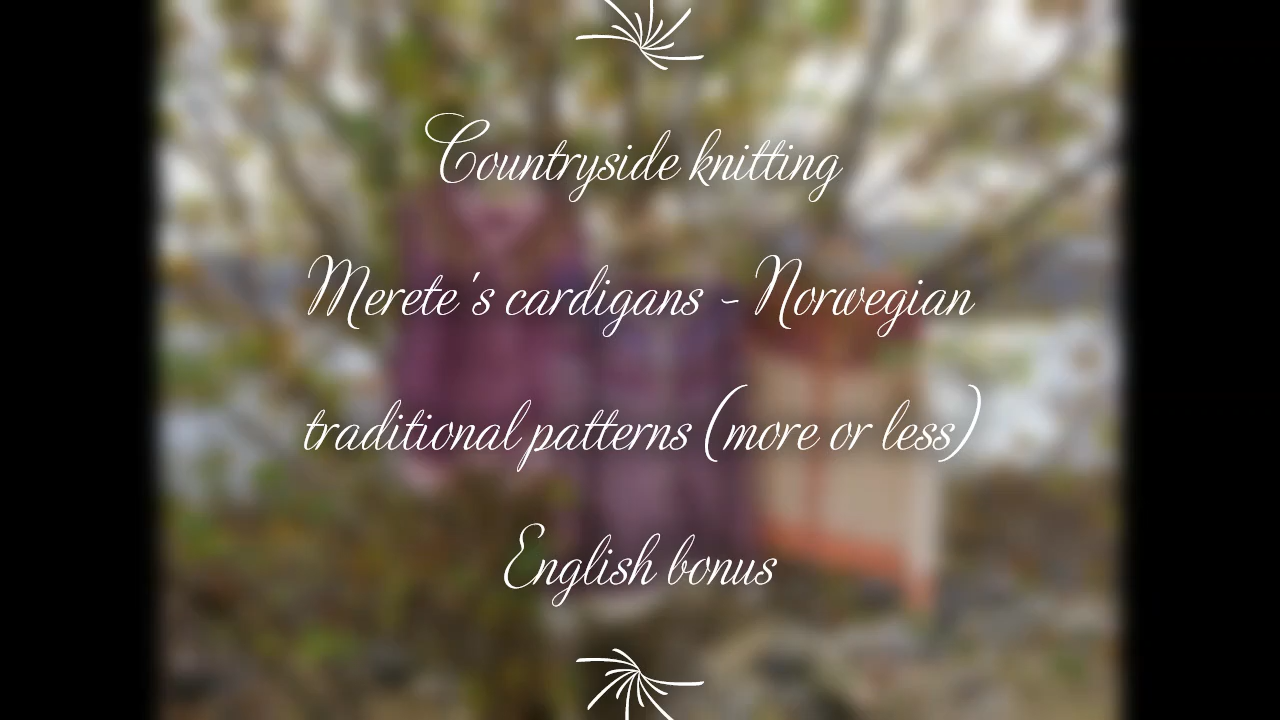 Countryside knitting
Merete's cardigans - Norwegian
traditional patterns (more or less)
English bonus